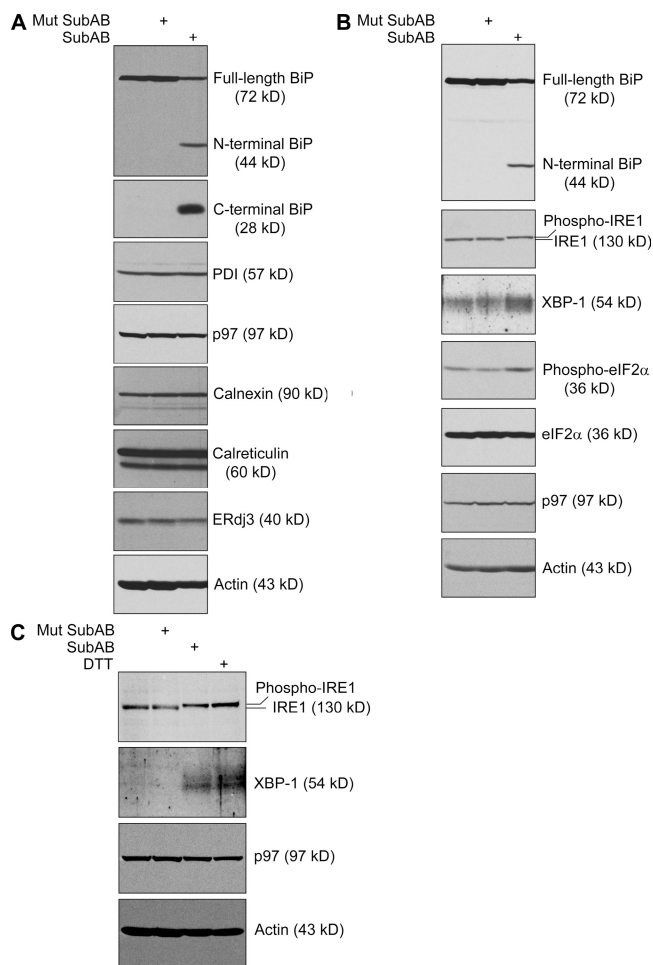 A Mut SubAB +
SubAB +
Full-length BiP
(72 kD)
N-terminal BiP
(44 kD)
C-terminal BiP
(28 kD)
PDI (57 kD)
p97 (97 kD)
Calnexin (90 kD)
Calreticulin
(60 kD)
ERdj3 (40 kD)
Actin (43 kD)
B Mut SubAB +
SubAB +
Full-length BiP
(72 kD)
N-terminal BiP
(44 kD)
Phospho-IRE1
IRE1 (130 kD)
XBP-1 (54 kD)
Phospho-eIF2α
(36 kD)
eIF2α (36 kD)
p97 (97 kD)
Actin (43 kD)
C Mut SubAB +
SubAB +
DTT +
Phospho-IRE1
IRE1 (130 kD)
XBP-1 (54 kD)
p97 (97 kD)
Actin (43 kD)